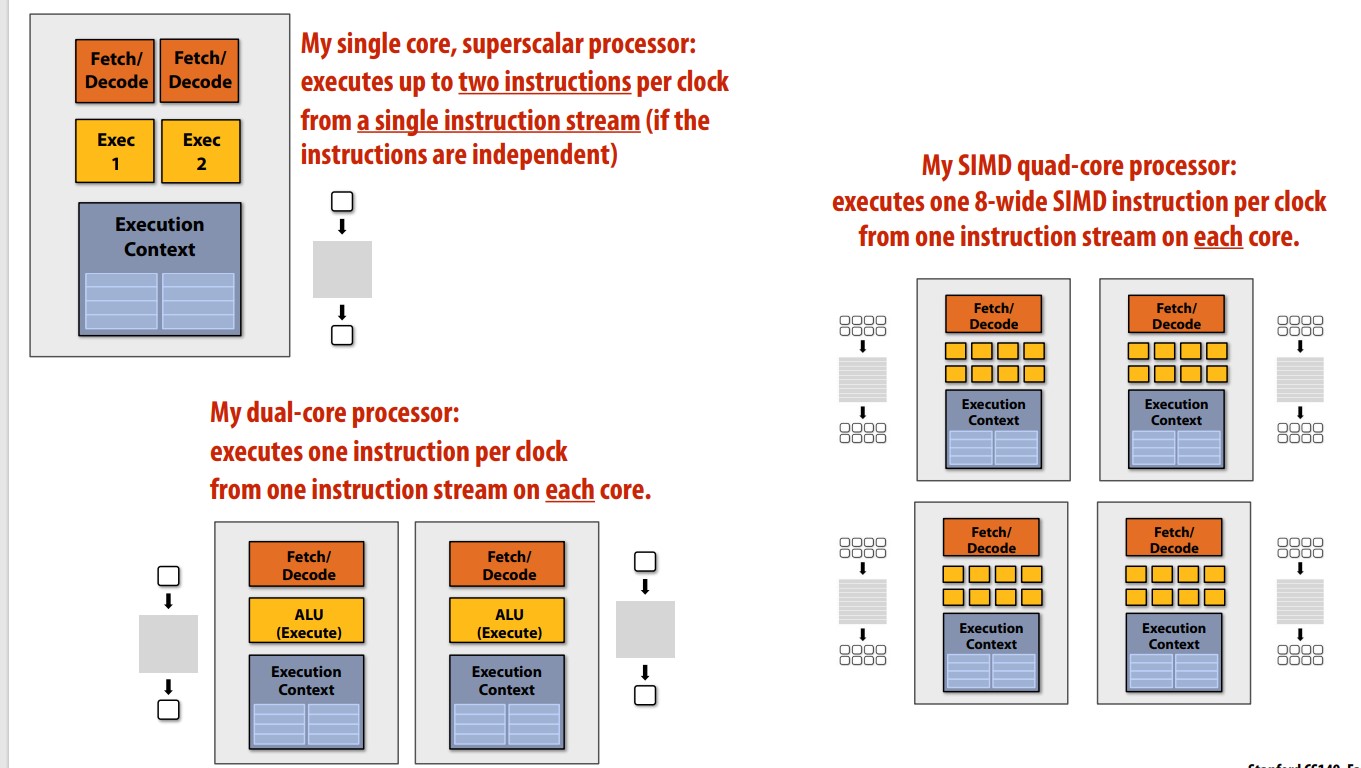 Fetch/
Decode
Fetch/
Decode
Exec
1
Exec
2
Execution
Context
My single core, superscalar processor:
executes up to two instructions per clock
from a single instruction stream (if the
instructions are independent)
My dual-core processor:
executes one instruction per clock
from one instruction stream on each core.
Fetch/
Decode
ALU
(Execute)
Execution
Context
Fetch/
Decode
ALU
(Execute)
Execution
Context
My SIMD quad-core processor:
executes one 8-wide SIMD instruction per clock
from one instruction stream on each core.
Fetch/
Decode
Execution
Context
Fetch/
Decode
Execution
Context
Fetch/
Decode
Execution
Context
Fetch/
Decode
Execution
Context